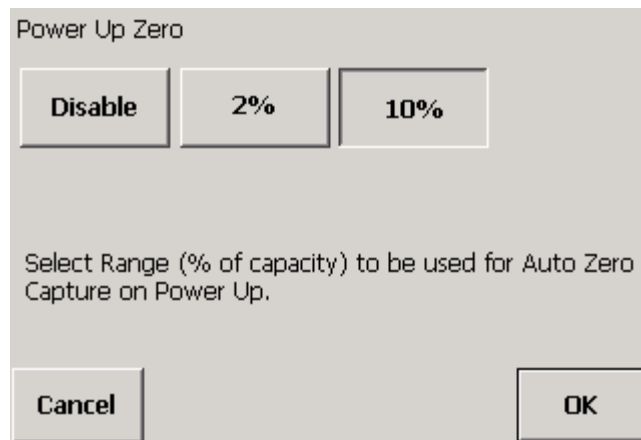 Power Up Zero
Disable 2% 10%
Select Range (% of capacity) to be used for Auto Zero
Capture on Power Up.
Cancel OK